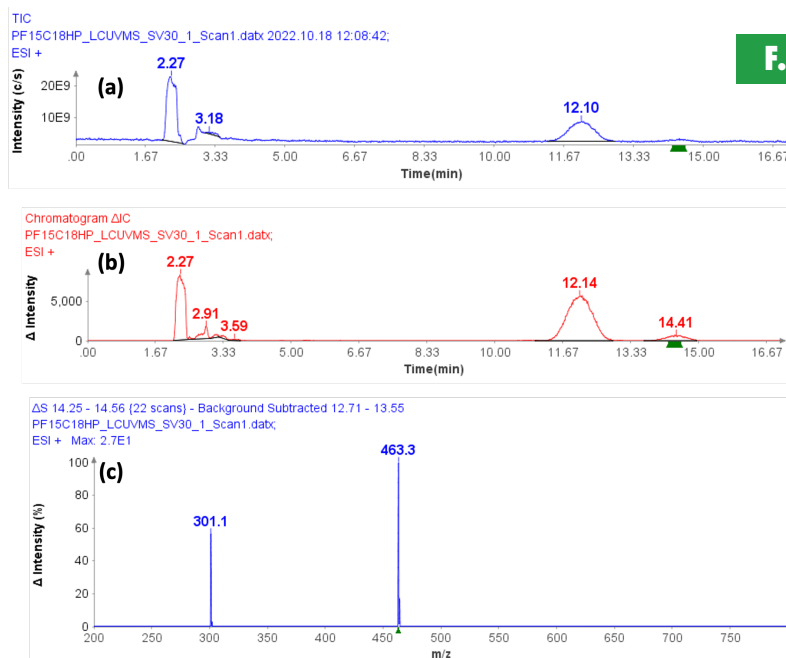 TIC
PF15C18HP_LCUVMS_SV30_1_Scan1.datx 2022.10.18 12:08:42;
ESI +
F.
(a)
2.27
3.18
12.10
Intensity (c/s)
20E9
10E9
.00 1.67 3.33 5.00 6.67 8.33 10.00 11.67 13.33 15.00 16.67
Time(min)
Chromatogram ΔIC
PF15C18HP_LCUVMS_SV30_1_Scan1.datx;
ESI +
(b)
2.27
2.91
3.59
12.14
14.41
Δ Intensity
5,000
0
.00 1.67 3.33 5.00 6.67 8.33 10.00 11.67 13.33 15.00 16.67
Time(min)
ΔS 14.25 - 14.56 {22 scans} - Background Subtracted 12.71 - 13.55
PF15C18HP_LCUVMS_SV30_1_Scan1.datx;
ESI + Max: 2.7E1
(c)
463.3
301.1
Δ Intensity (%)
100
80
60
40
20
0
200 250 300 350 400 450 500 550 600 650 700 750
m/z